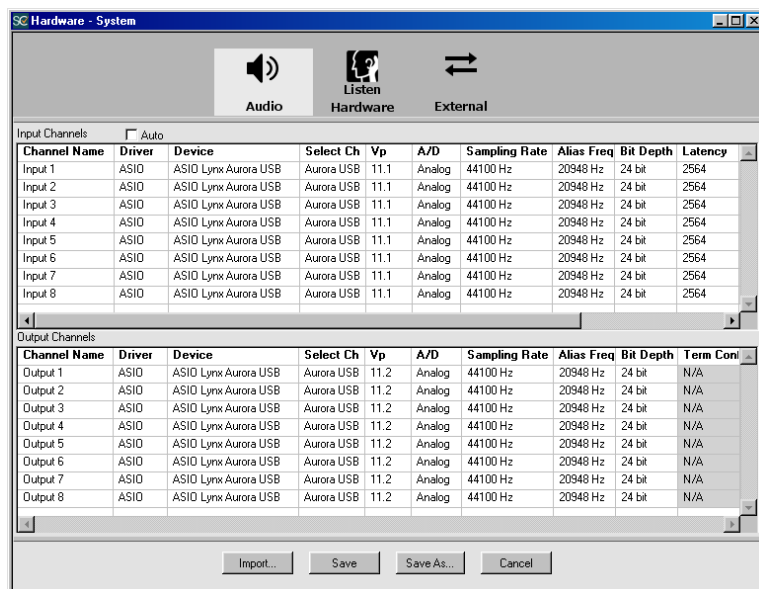 SC Hardware - System
Audio
Listen
Hardware
External
Input Channels Auto
Channel Name Driver Device Select Ch Vp A/D Sampling Rate Alias Freq Bit Depth Latency
Input 1 ASIO ASIO Lynx Aurora USB Aurora USB 11.1 Analog 44100 Hz 20948 Hz 24 bit 2564
Input 2 ASIO ASIO Lynx Aurora USB Aurora USB 11.1 Analog 44100 Hz 20948 Hz 24 bit 2564
Input 3 ASIO ASIO Lynx Aurora USB Aurora USB 11.1 Analog 44100 Hz 20948 Hz 24 bit 2564
Input 4 ASIO ASIO Lynx Aurora USB Aurora USB 11.1 Analog 44100 Hz 20948 Hz 24 bit 2564
Input 5 ASIO ASIO Lynx Aurora USB Aurora USB 11.1 Analog 44100 Hz 20948 Hz 24 bit 2564
Input 6 ASIO ASIO Lynx Aurora USB Aurora USB 11.1 Analog 44100 Hz 20948 Hz 24 bit 2564
Input 7 ASIO ASIO Lynx Aurora USB Aurora USB 11.1 Analog 44100 Hz 20948 Hz 24 bit 2564
Input 8 ASIO ASIO Lynx Aurora USB Aurora USB 11.1 Analog 44100 Hz 20948 Hz 24 bit 2564
Output Channels
Channel Name Driver Device Select Ch Vp A/D Sampling Rate Alias Freq Bit Depth Term Con
Output 1 ASIO ASIO Lynx Aurora USB Aurora USB 11.2 Analog 44100 Hz 20948 Hz 24 bit N/A
Output 2 ASIO ASIO Lynx Aurora USB Aurora USB 11.2 Analog 44100 Hz 20948 Hz 24 bit N/A
Output 3 ASIO ASIO Lynx Aurora USB Aurora USB 11.2 Analog 44100 Hz 20948 Hz 24 bit N/A
Output 4 ASIO ASIO Lynx Aurora USB Aurora USB 11.2 Analog 44100 Hz 20948 Hz 24 bit N/A
Output 5 ASIO ASIO Lynx Aurora USB Aurora USB 11.2 Analog 44100 Hz 20948 Hz 24 bit N/A
Output 6 ASIO ASIO Lynx Aurora USB Aurora USB 11.2 Analog 44100 Hz 20948 Hz 24 bit N/A
Output 7 ASIO ASIO Lynx Aurora USB Aurora USB 11.2 Analog 44100 Hz 20948 Hz 24 bit N/A
Output 8 ASIO ASIO Lynx Aurora USB Aurora USB 11.2 Analog 44100 Hz 20948 Hz 24 bit N/A
Import... Save Save As... Cancel